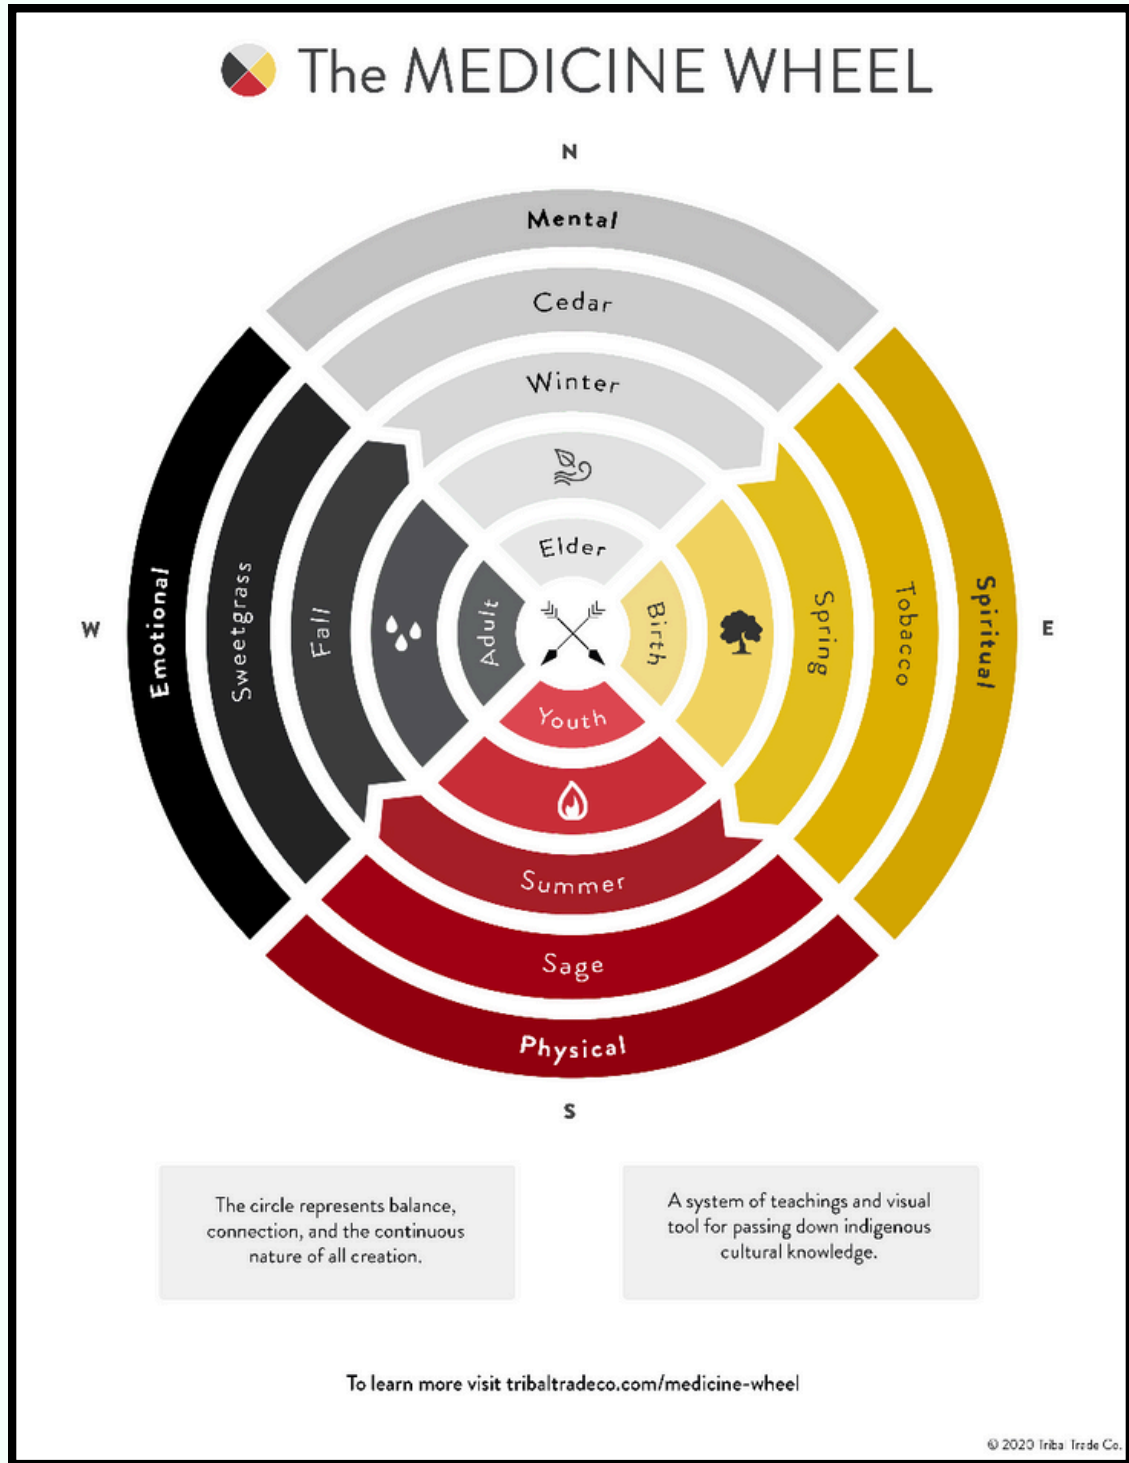 The MEDICINE WHEEL
N
Mental
Cedar
Winter
Elder
W
Emotional
Sweetgrass
Fall
Adult
Birth
Spring
Tobacco
Spiritual
E
Youth
Summer
Sage
Physical
S
The circle represents balance,
connection, and the continuous
nature of all creation.
A system of teachings and visual
tool for passing down indigenous
cultural knowledge.
To learn more visit tribaltradeco.com/medicine-wheel
© 2020 Tribal Trade Co.